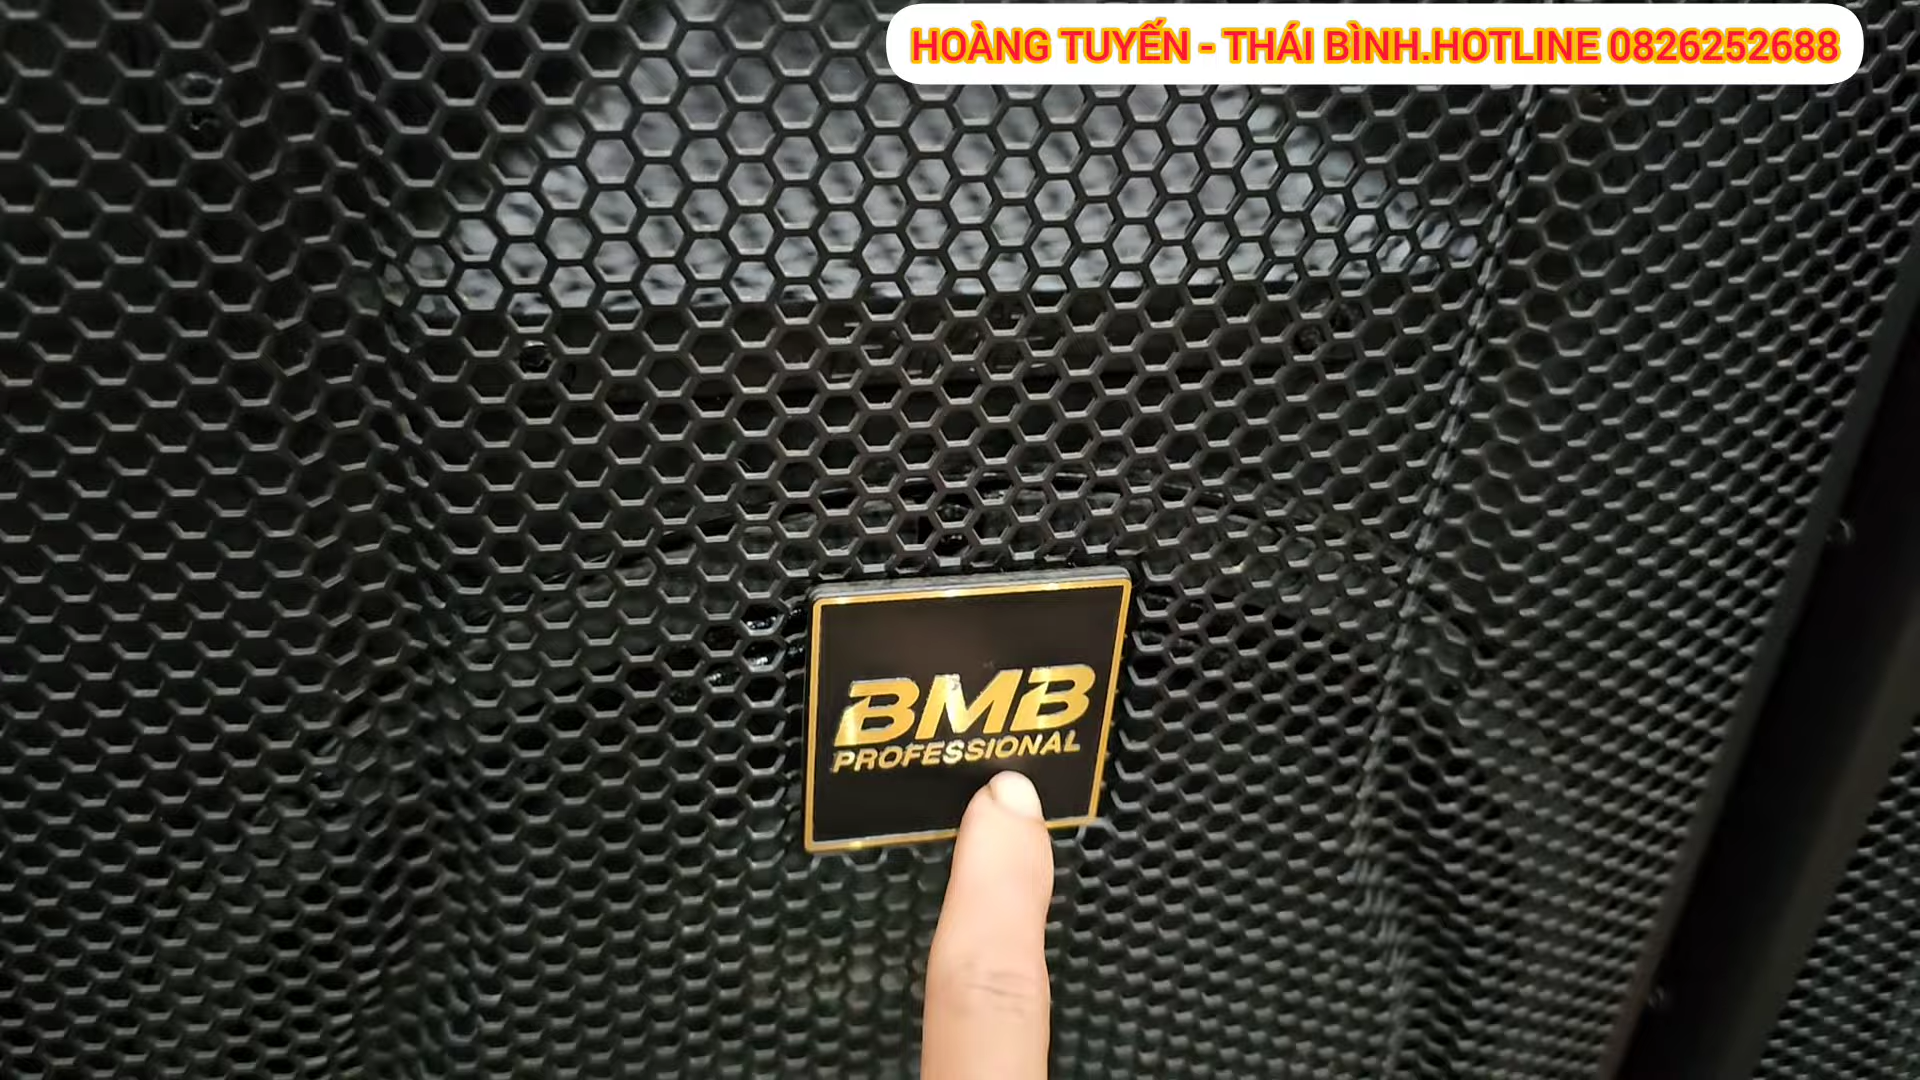 HOÀNG TUYẾN - THÁI BÌNH.HOTLINE 0826252688
BMB
PROFESSIONAL